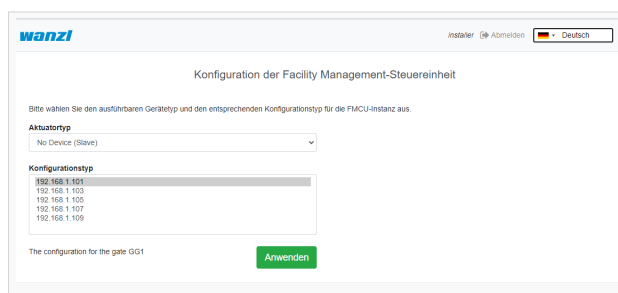 wanzl
installer Abmelden Deutsch
Konfiguration der Facility Management-Steuereinheit
Bitte wählen Sie den ausführbaren Gerätetyp und den entsprechenden Konfigurationstyp für die FMCU-Instanz aus.
Aktuatortyp
No Device (Slave)
Konfigurationstyp
192.168.1.101
192.168.1.103
192.168.1.105
192.168.1.107
192.168.1.109
The configuration for the gate GG1
Anwenden